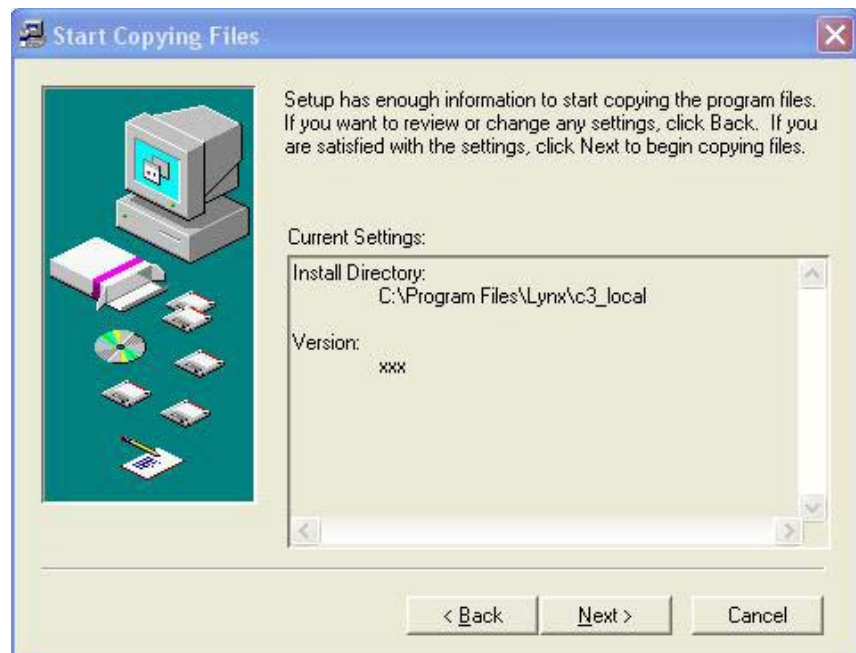 Start Copying Files
Setup has enough information to start copying the program files.
If you want to review or change any settings, click Back. If you
are satisfied with the settings, click Next to begin copying files.
Current Settings:
Install Directory:
C:\Program Files\Lynx\c3_local
Version:
xxx
< Back
Next >
Cancel